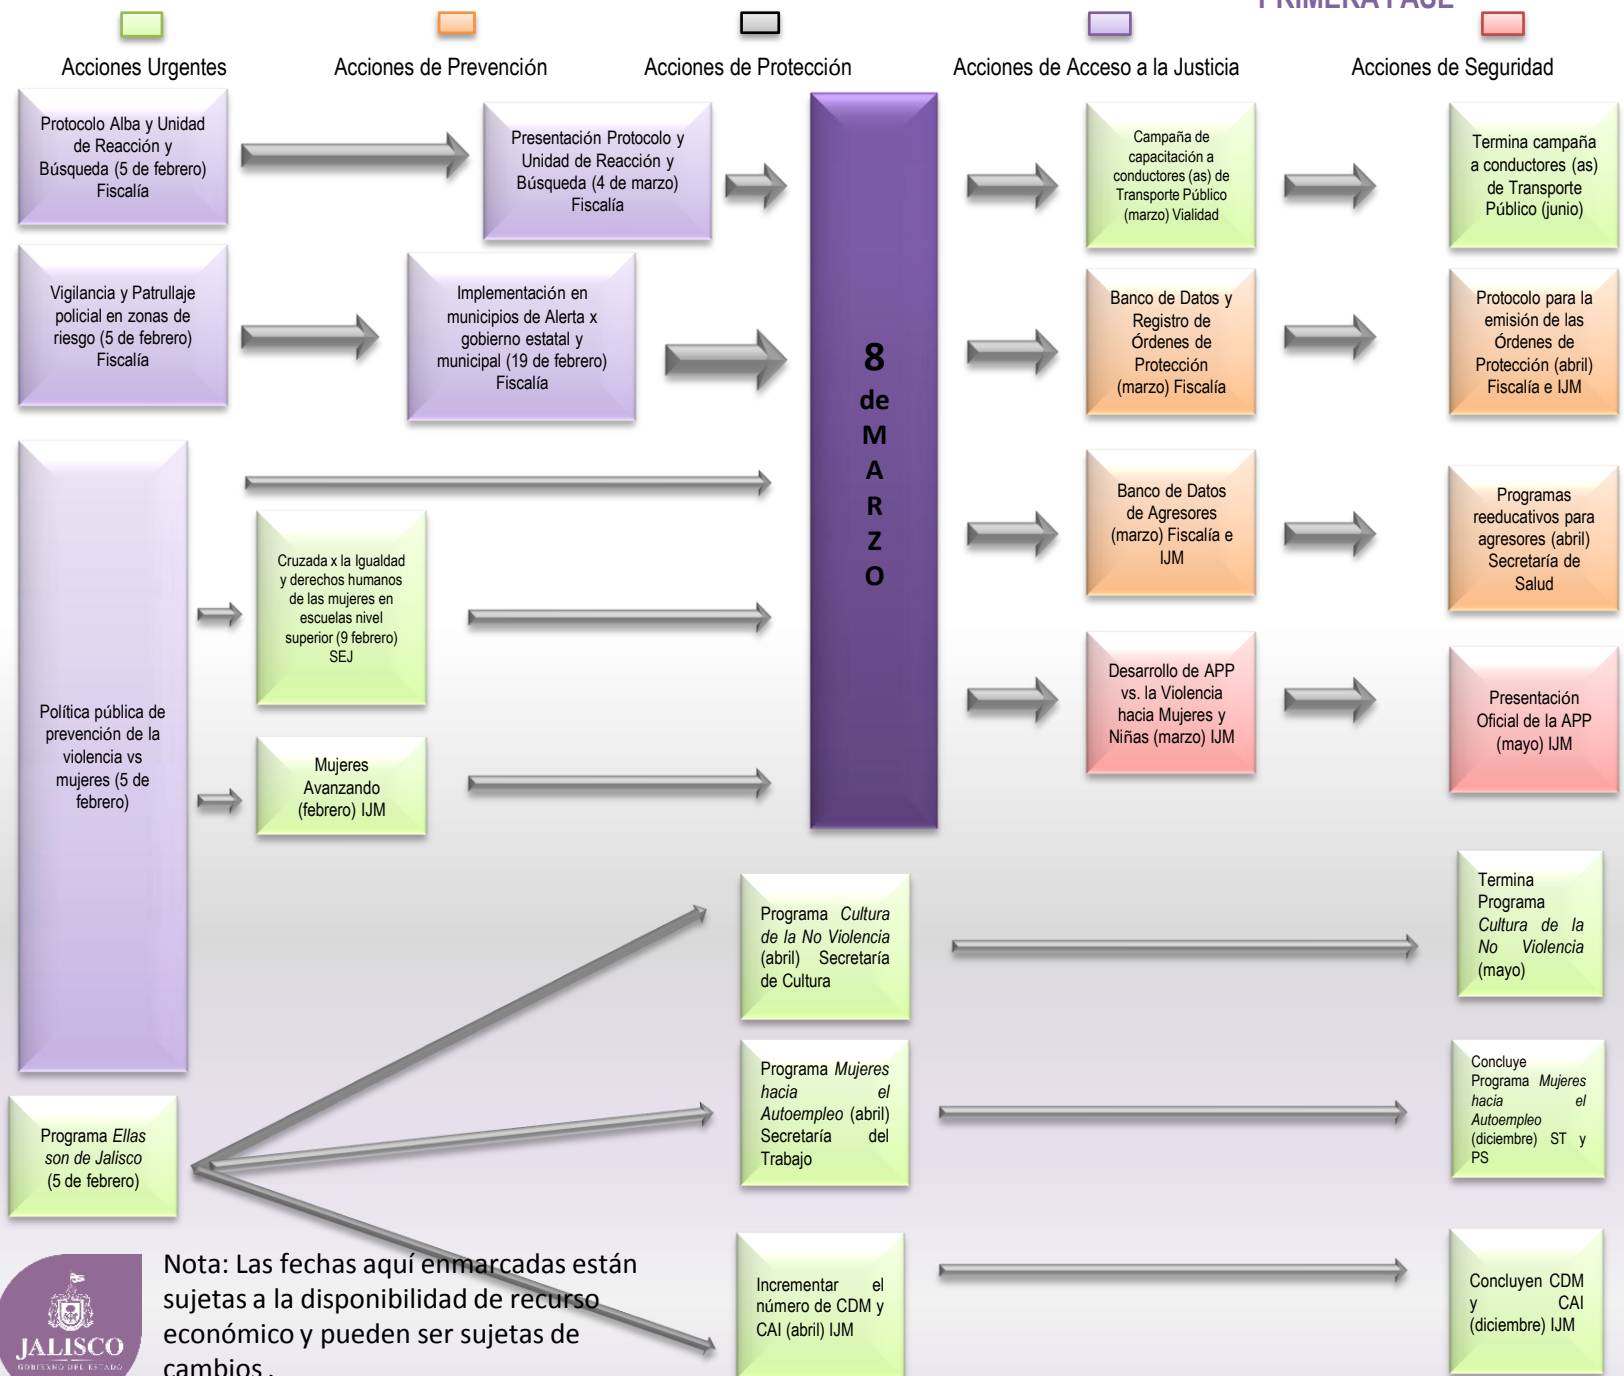 PRIMERA FASE
Acciones Urgentes
Acciones de Prevención
Acciones de Protección
Acciones de Acceso a la Justicia
Acciones de Seguridad
Protocolo Alba y Unidad
de Reacción y
Búsqueda (5 de febrero)
Fiscalía
Presentación Protocolo y
Unidad de Reacción y
Búsqueda (4 de marzo)
Fiscalía
Campaña de
capacitación a
conductores (as) de
Transporte Público
(marzo) Vialidad
Termina campaña
a conductores (as)
de Transporte
Público (junio)
Vigilancia y Patrullaje
policial en zonas de
riesgo (5 de febrero)
Fiscalía
Implementación en
municipios de Alerta x
gobierno estatal y
municipal (19 de febrero)
Fiscalía
8
de
M
A
R
Z
O
Banco de Datos y
Registro de
Órdenes de
Protección
(marzo) Fiscalía
Protocolo para la
emisión de las
Órdenes de
Protección (abril)
Fiscalía e IJM
Política pública de
prevención de la
violencia vs
mujeres (5 de
febrero)
Cruzada x la Igualdad
y derechos humanos
de las mujeres en
escuelas nivel
superior (9 febrero)
SEJ
Banco de Datos
de Agresores
(marzo) Fiscalía e
IJM
Programas
reeducativos para
agresores (abril)
Secretaría de
Salud
Mujeres
Avanzando
(febrero) IJM
Desarrollo de APP
vs. la Violencia
hacia Mujeres y
Niñas (marzo) IJM
Presentación
Oficial de la APP
(mayo) IJM
Programa Cultura
de la No Violencia
(abril) Secretaría
de Cultura
Termina
Programa
Cultura de la
No Violencia
(mayo)
Programa Ellas
son de Jalisco
(5 de febrero)
Programa Mujeres
hacia el
Autoempleo (abril)
Secretaría del
Trabajo
Concluye
Programa Mujeres
hacia el
Autoempleo
(diciembre) ST y
PS
Incrementar el
número de CDM y
CAI (abril) IJM
Concluyen CDM
y CAI
(diciembre) IJM
JALISCO
GOBIERNO DEL ESTADO
Nota: Las fechas aquí enmarcadas están
sujetas a la disponibilidad de recurso
económico y pueden ser sujetas de
cambios .